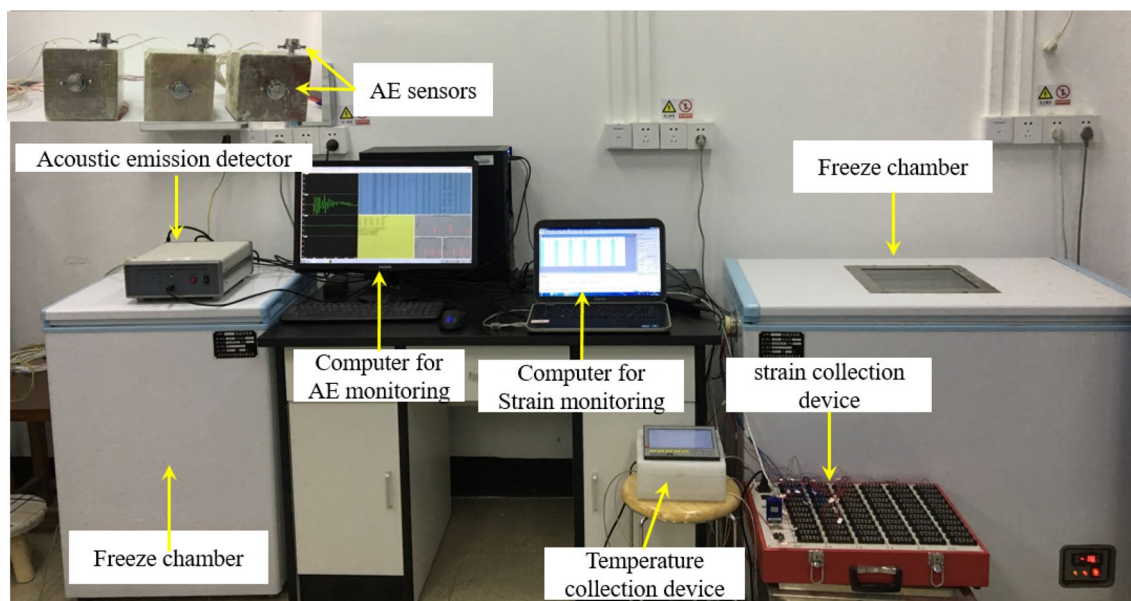 AE sensors
Acoustic emission detector
Freeze chamber
Computer for
AE monitoring
Computer for
Strain monitoring
strain collection
device
Freeze chamber
Temperature
collection device